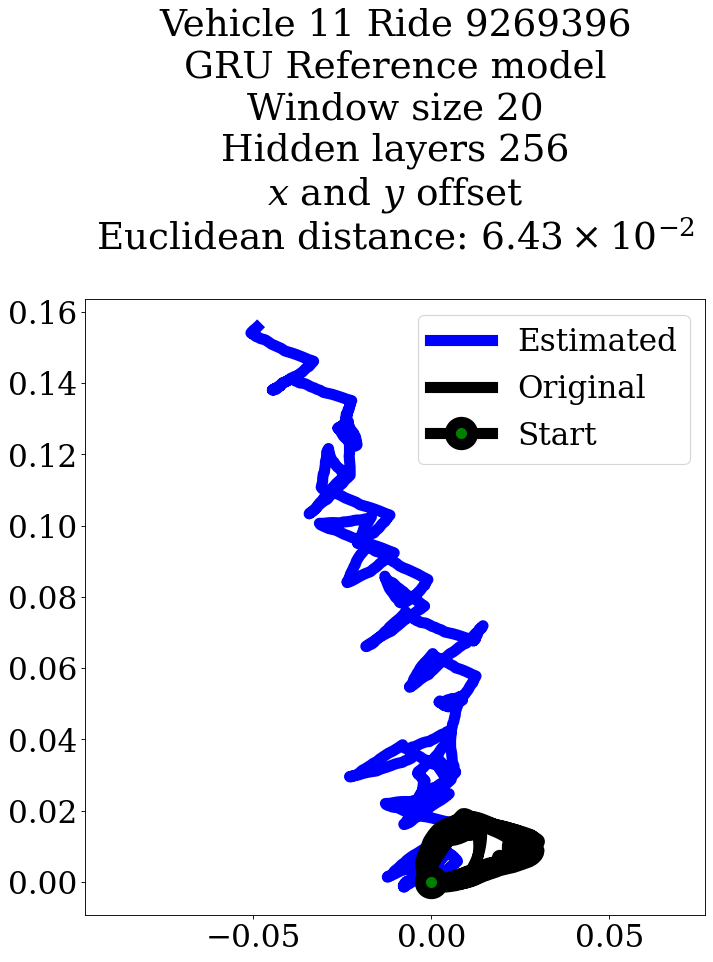 Vehicle 11 Ride 9269396
GRU Reference model
Window size 20
Hidden layers 256
x and y offset
Euclidean distance: 6.43 × 10⁻²
Estimated
Original
Start
0.16
0.14
0.12
0.10
0.08
0.06
0.04
0.02
0.00
−0.05 0.00 0.05